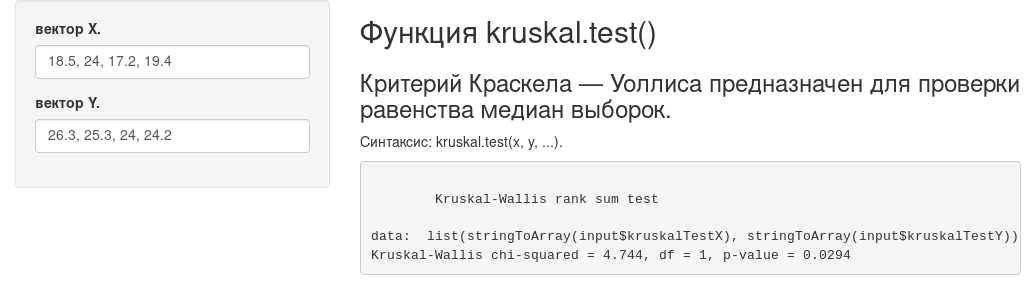 вектор X.
18.5, 24, 17.2, 19.4
вектор Y.
26.3, 25.3, 24, 24.2
Функция kruskal.test()
Критерий Краскела — Уоллиса предназначен для проверки
равенства медиан выборок.
Синтаксис: kruskal.test(x, y, ...).
Kruskal-Wallis rank sum test
data:  list(stringToArray(input$kruskalTestX), stringToArray(input$kruskalTestY))
Kruskal-Wallis chi-squared = 4.744, df = 1, p-value = 0.0294